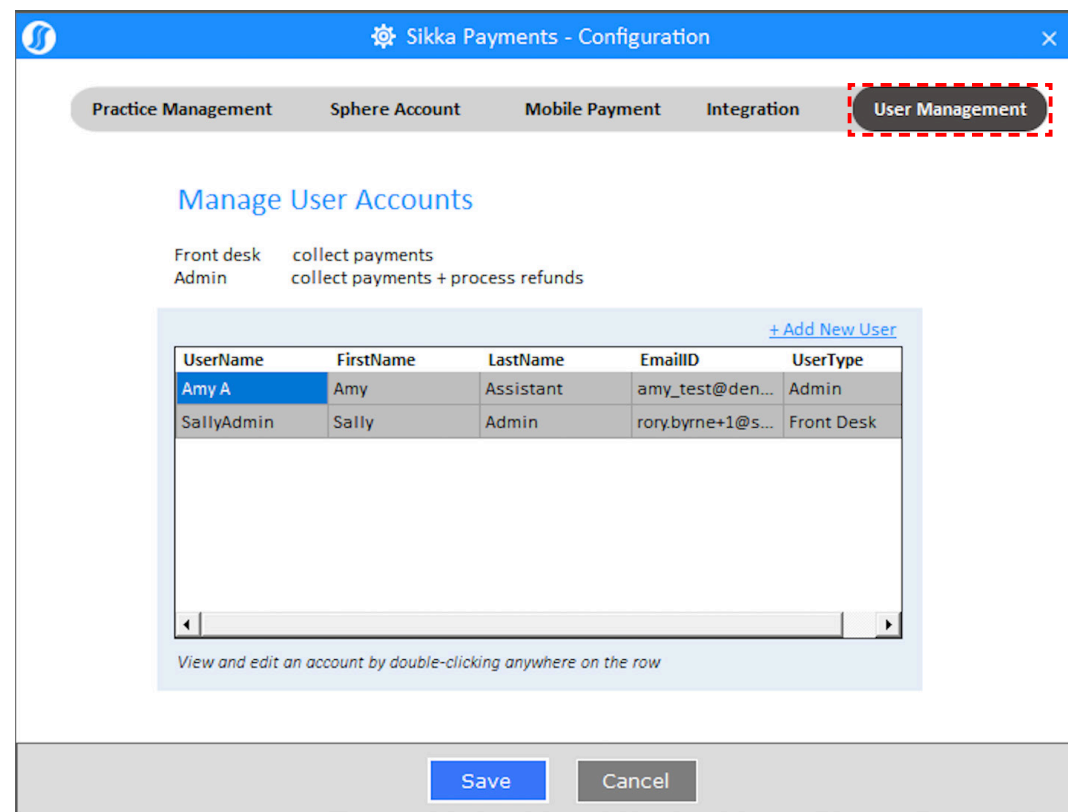 Sikka Payments - Configuration
Practice Management Sphere Account Mobile Payment Integration User Management
Manage User Accounts
Front desk collect payments
Admin collect payments + process refunds
+ Add New User
UserName FirstName LastName EmailID UserType
Amy A Amy Assistant amy_test@den... Admin
SallyAdmin Sally Admin rory.byrne+1@s... Front Desk
View and edit an account by double-clicking anywhere on the row
Save Cancel